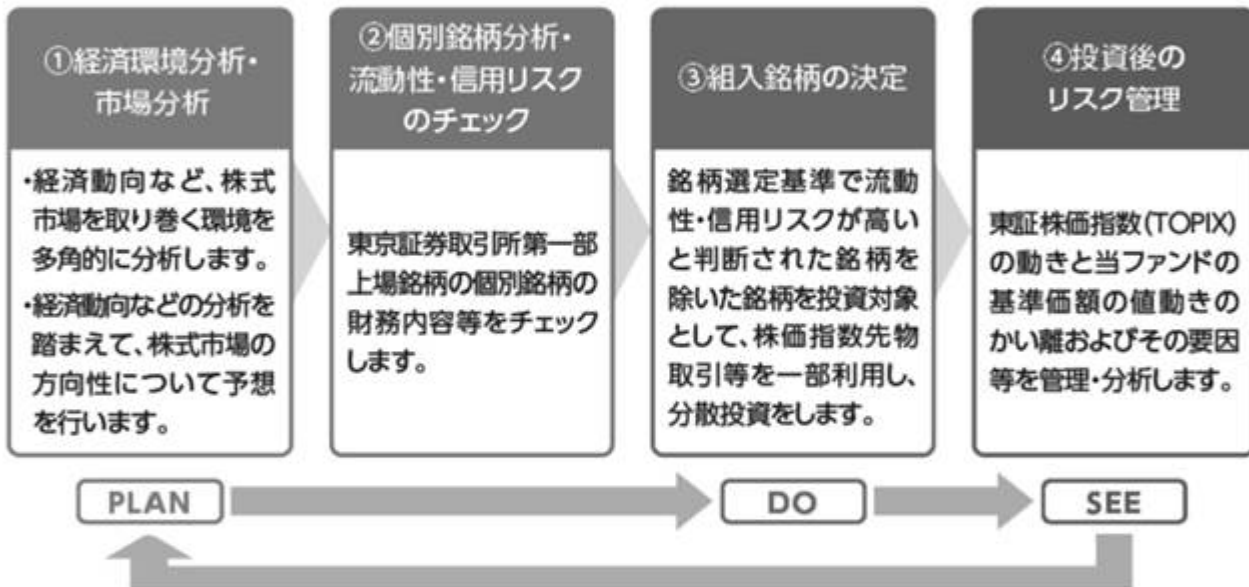 ①経済環境分析・
市場分析
・経済動向など、株式
市場を取り巻く環境を
多角的に分析します。
・経済動向などの分析を
踏まえて、株式市場の
方向性について予想
を行います。
②個別銘柄分析・
流動性・信用リスク
のチェック
東京証券取引所第一部
上場銘柄の個別銘柄の
財務内容等をチェック
します。
③組入銘柄の決定
銘柄選定基準で流動
性・信用リスクが高い
と判断された銘柄を
除いた銘柄を投資対象
として、株価指数先物
取引等を一部利用し、
分散投資をします。
④投資後の
リスク管理
東証株価指数(TOPIX)
の動きと当ファンドの
基準価額の値動きの
かい離およびその要因
等を管理・分析します。
PLAN
DO
SEE